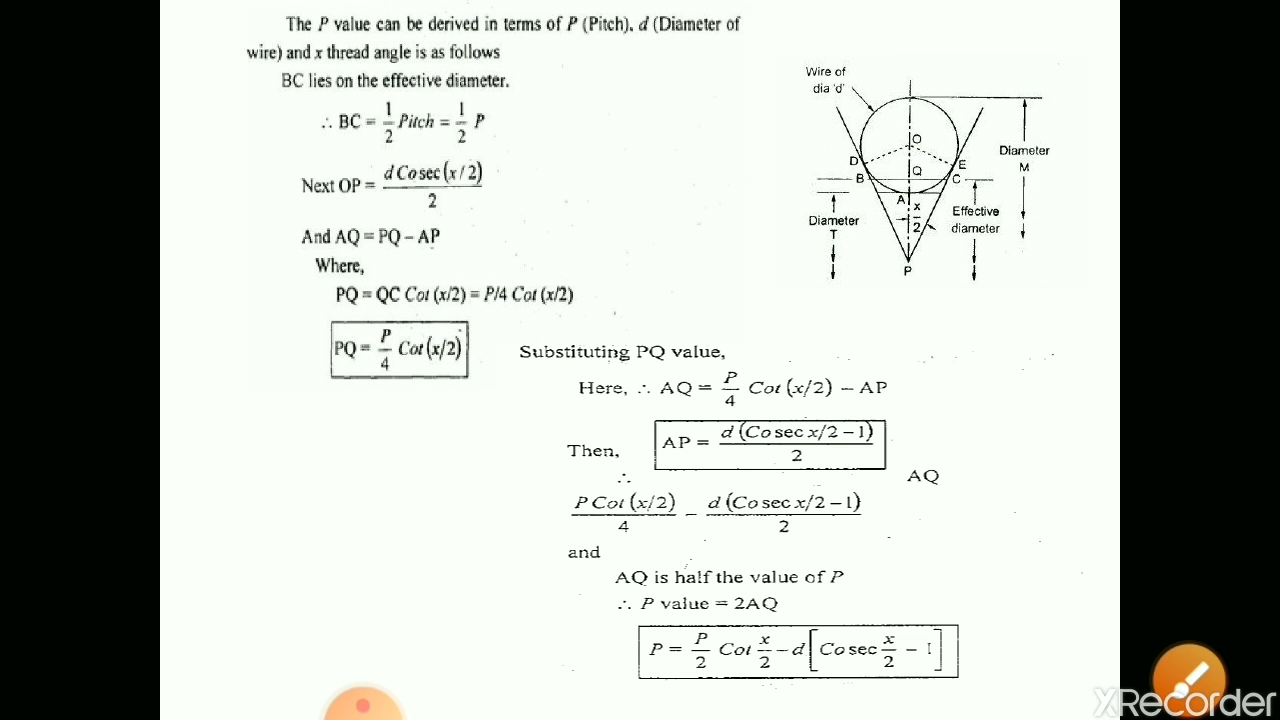 The P value can be derived in terms of P (Pitch), d (Diameter of
wire) and x thread angle is as follows
BC lies on the effective diameter.
∴ BC = 1/2 Pitch = 1/2 P
Next OP = d Cosec (x / 2) / 2
And AQ = PQ – AP
Where,
PQ = QC Cot (x/2) = P/4 Cot (x/2)
PQ = P/4 Cot (x/2)
Wire of
dia 'd'
O
D
E
B
Q
C
A
x/2
P
Diameter
M
Diameter
T
Effective
diameter
Substituting PQ value,
Here, ∴ AQ = P/4 Cot (x/2) – AP
Then, AP = d (Cosec x/2 – 1) / 2
∴ AQ
P Cot (x/2) / 4 – d (Cosec x/2 – 1) / 2
and
AQ is half the value of P
∴ P value = 2AQ
P = P/2 Cot x/2 – d [Cosec x/2 – 1]
XRecorder